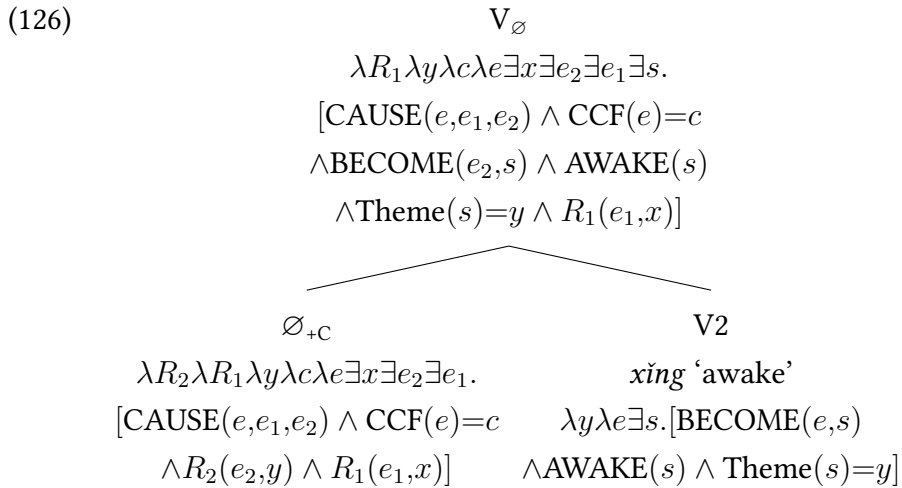 (126) V∅
λR₁λyλcλe∃x∃e₂∃e₁∃s.
[CAUSE(e,e₁,e₂) ∧ CCF(e)=c
∧BECOME(e₂,s) ∧ AWAKE(s)
∧Theme(s)=y ∧ R₁(e₁,x)]
∅₊C V2
λR₂λR₁λyλcλe∃x∃e₂∃e₁. xǐng ‘awake’
[CAUSE(e,e₁,e₂) ∧ CCF(e)=c λyλe∃s.[BECOME(e,s)
∧R₂(e₂,y) ∧ R₁(e₁,x)] ∧AWAKE(s) ∧ Theme(s)=y]